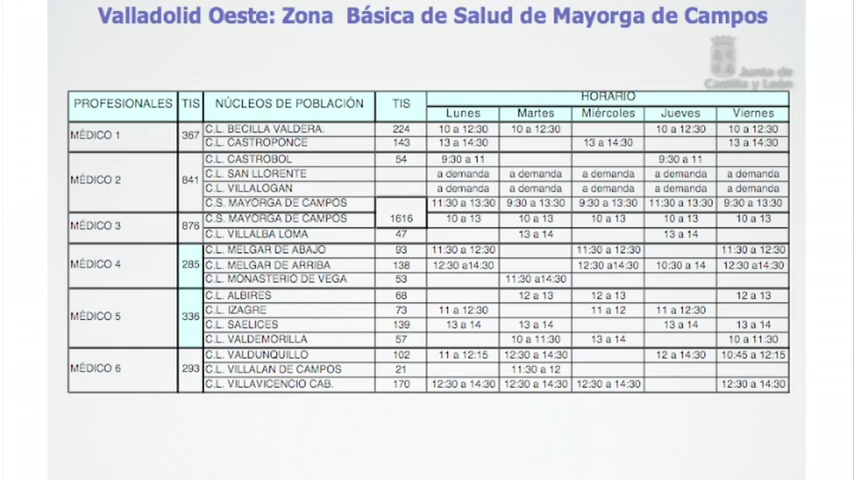 Valladolid Oeste: Zona Básica de Salud de Mayorga de Campos
Junta de
Castilla y León
PROFESIONALES TIS NÚCLEOS DE POBLACIÓN TIS HORARIO
Lunes Martes Miércoles Jueves Viernes
MÉDICO 1 367 C.L. BECILLA VALDERA. 224 10 a 12:30 10 a 12:30 10 a 12:30 10 a 12:30
C.L. CASTROPONCE 143 13 a 14:30 13 a 14:30 13 a 14:30
MÉDICO 2 841 C.L. CASTROBOL 54 9:30 a 11 9:30 a 11
C.L. SAN LLORENTE a demanda a demanda a demanda a demanda a demanda
C.L. VILLALOGAN a demanda a demanda a demanda a demanda a demanda
C.S. MAYORGA DE CAMPOS 11:30 a 13:30 9:30 a 13:30 9:30 a 13:30 11:30 a 13:30 9:30 a 13:30
MÉDICO 3 876 C.S. MAYORGA DE CAMPOS 1616 10 a 13 10 a 13 10 a 13 10 a 13 10 a 13
C.L. VILLALBA LOMA 47 13 a 14 13 a 14
MÉDICO 4 285 C.L. MELGAR DE ABAJO 93 11:30 a 12:30 11:30 a 12:30 11:30 a 12:30
C.L. MELGAR DE ARRIBA 138 12:30 a14:30 12:30 a14:30 10:30 a 14 12:30 a14:30
C.L. MONASTERIO DE VEGA 53 11:30 a14:30
MÉDICO 5 336 C.L. ALBIRES 68 12 a 13 12 a 13 12 a 13
C.L. IZAGRE 73 11 a 12:30 11 a 12 11 a 12:30
C.L. SAELICES 139 13 a 14 13 a 14 13 a 14 13 a 14
C.L. VALDEMORILLA 57 10 a 11:30 13 a 14 10 a 11:30
MÉDICO 6 293 C.L. VALDUNQUILLO 102 11 a 12:15 12:30 a 14:30 12 a 14:30 10:45 a 12:15
C.L. VILLALAN DE CAMPOS 21 11:30 a 12
C.L. VILLAVICENCIO CAB. 170 12:30 a 14:30 12:30 a 14:30 12:30 a 14:30 12:30 a 14:30